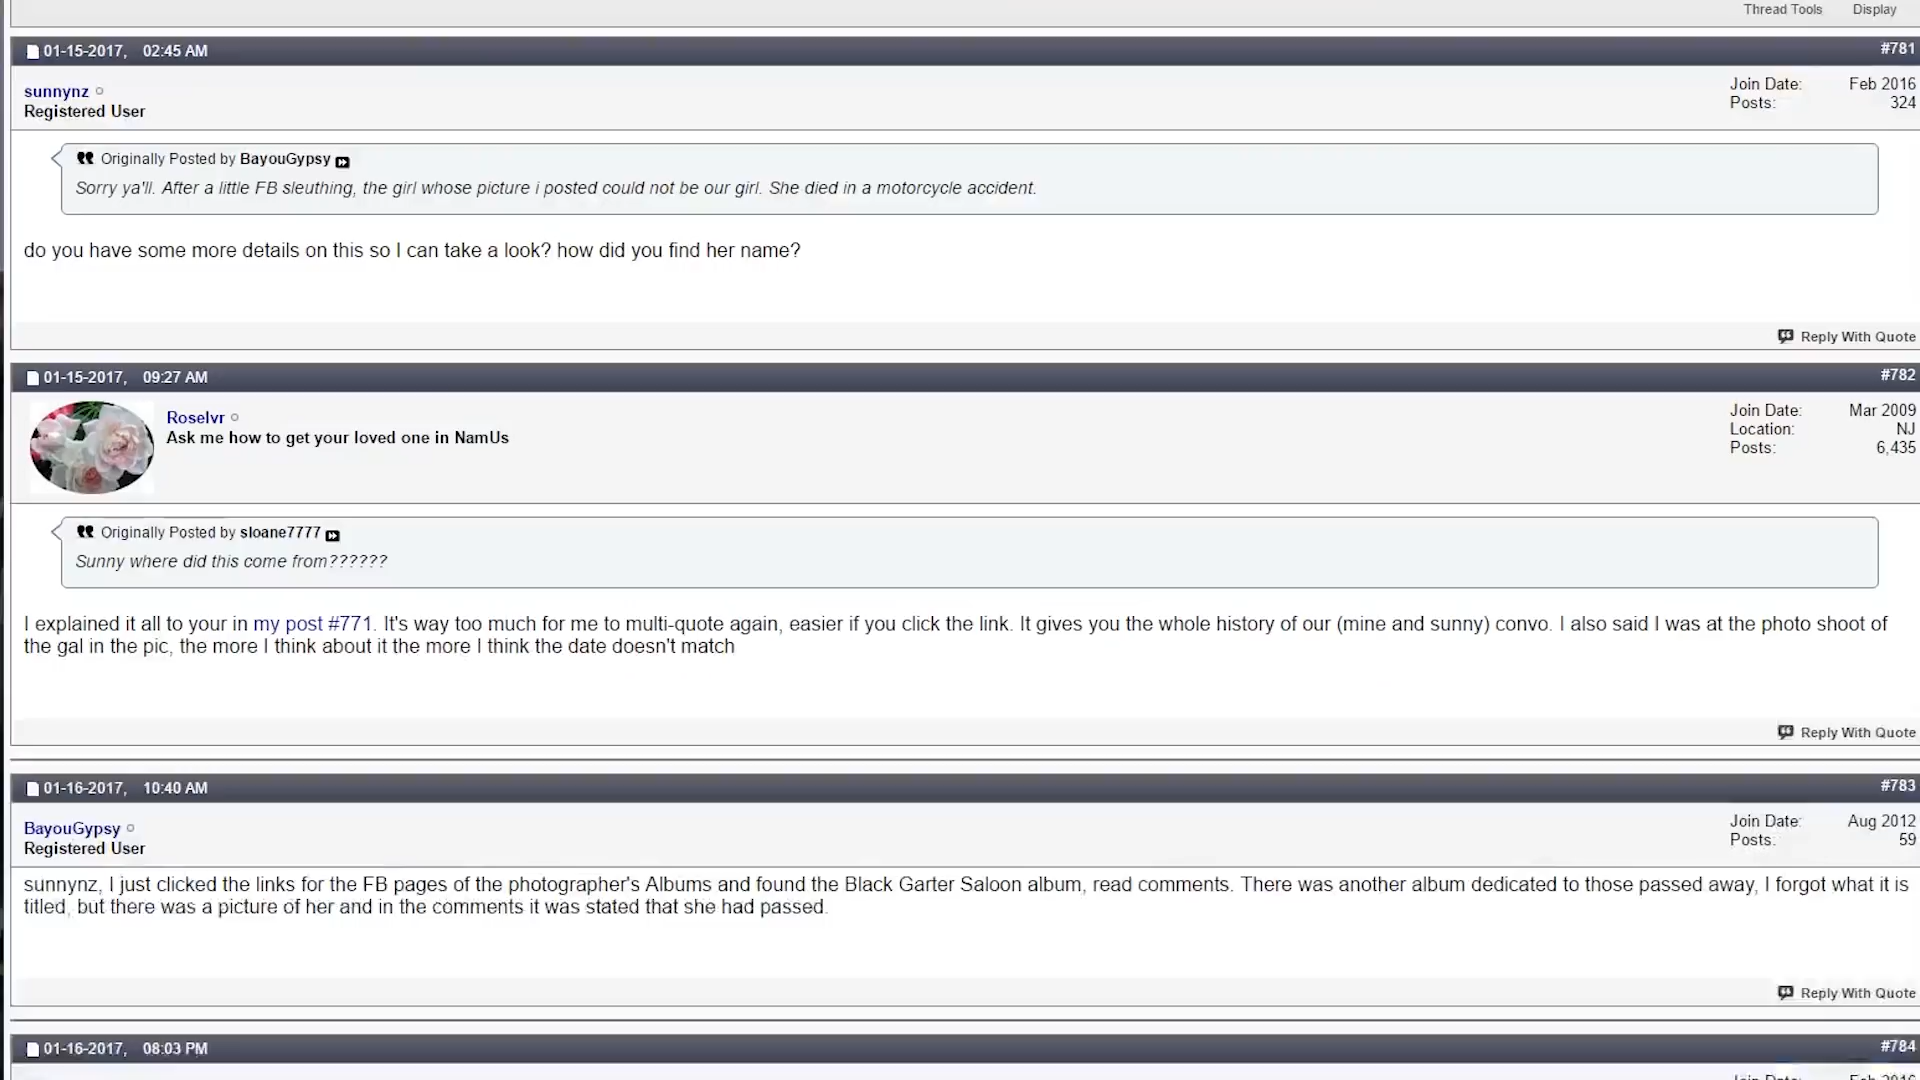 Thread Tools Display
01-15-2017, 02:45 AM #781
sunnynz Join Date: Feb 2016
Registered User Posts: 324
Originally Posted by BayouGypsy
Sorry ya'll. After a little FB sleuthing, the girl whose picture i posted could not be our girl. She died in a motorcycle accident.
do you have some more details on this so I can take a look? how did you find her name?
Reply With Quote
01-15-2017, 09:27 AM #782
Roselvr Join Date: Mar 2009
Ask me how to get your loved one in NamUs Location: NJ
Posts: 6,435
Originally Posted by sloane7777
Sunny where did this come from??????
I explained it all to your in my post #771. It's way too much for me to multi-quote again, easier if you click the link. It gives you the whole history of our (mine and sunny) convo. I also said I was at the photo shoot of
the gal in the pic, the more I think about it the more I think the date doesn't match
Reply With Quote
01-16-2017, 10:40 AM #783
BayouGypsy Join Date: Aug 2012
Registered User Posts: 59
sunnynz, I just clicked the links for the FB pages of the photographer's Albums and found the Black Garter Saloon album, read comments. There was another album dedicated to those passed away, I forgot what it is
titled, but there was a picture of her and in the comments it was stated that she had passed.
Reply With Quote
01-16-2017, 08:03 PM #784